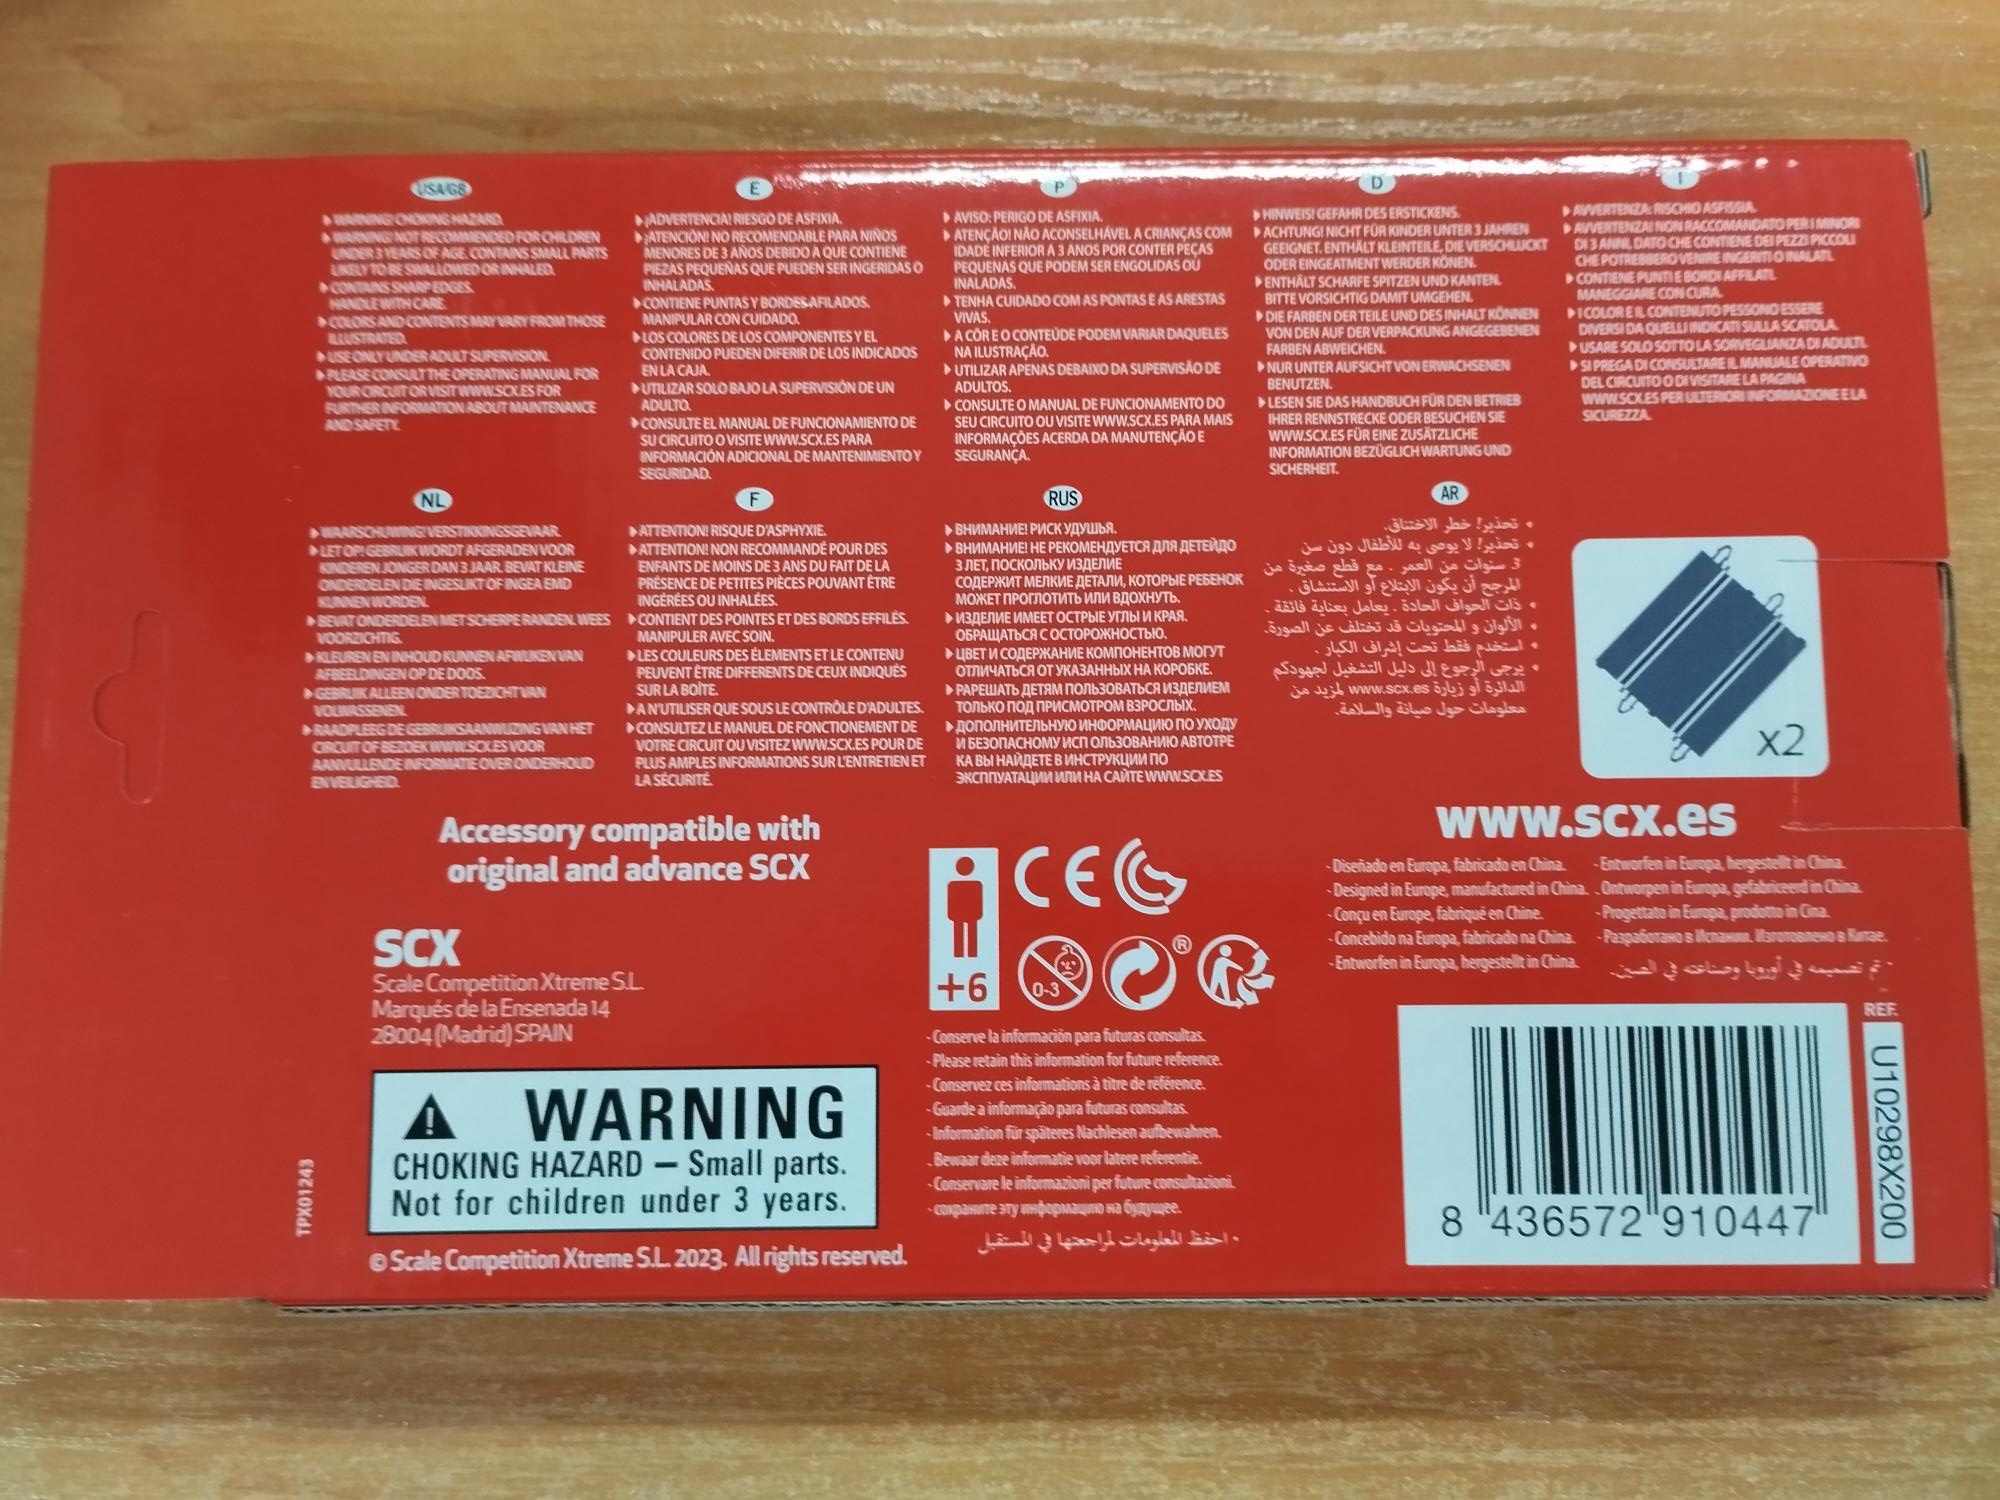 USA/GB
WARNING! CHOKING HAZARD.
WARNING: NOT RECOMMENDED FOR CHILDREN
UNDER 3 YEARS OF AGE. CONTAINS SMALL PARTS
LIKELY TO BE SWALLOWED OR INHALED.
CONTAINS SHARP EDGES.
HANDLE WITH CARE.
COLORS AND CONTENTS MAY VARY FROM THOSE
ILLUSTRATED.
USE ONLY UNDER ADULT SUPERVISION.
PLEASE CONSULT THE OPERATING MANUAL FOR
YOUR CIRCUIT OR VISIT WWW.SCX.ES FOR
FURTHER INFORMATION ABOUT MAINTENANCE
AND SAFETY.
E
¡ADVERTENCIA! RIESGO DE ASFIXIA.
¡ATENCIÓN! NO RECOMENDABLE PARA NIÑOS
MENORES DE 3 AÑOS DEBIDO A QUE CONTIENE
PIEZAS PEQUEÑAS QUE PUEDEN SER INGERIDAS O
INHALADAS.
CONTIENE PUNTAS Y BORDES AFILADOS.
MANIPULAR CON CUIDADO.
LOS COLORES DE LOS COMPONENTES Y EL
CONTENIDO PUEDEN DIFERIR DE LOS INDICADOS
EN LA CAJA.
UTILIZAR SOLO BAJO LA SUPERVISIÓN DE UN
ADULTO.
CONSULTE EL MANUAL DE FUNCIONAMIENTO DE
SU CIRCUITO O VISITE WWW.SCX.ES PARA
INFORMACIÓN ADICIONAL DE MANTENIMIENTO Y
SEGURIDAD.
P
AVISO: PERIGO DE ASFIXIA.
ATENÇÃO! NÃO ACONSELHÁVEL A CRIANÇAS COM
IDADE INFERIOR A 3 ANOS POR CONTER PEÇAS
PEQUENAS QUE PODEM SER ENGOLIDAS OU
INALADAS.
TENHA CUIDADO COM AS PONTAS E AS ARESTAS
VIVAS.
A CÔR E O CONTEÚDO PODEM VARIAR DAQUELES
NA ILUSTRAÇÃO.
UTILIZAR APENAS DEBAIXO DA SUPERVISÃO DE
ADULTOS.
CONSULTE O MANUAL DE FUNCIONAMENTO DO
SEU CIRCUITO OU VISITE WWW.SCX.ES PARA MAIS
INFORMAÇÕES ACERDA DA MANUTENÇÃO E
SEGURANÇA.
D
HINWEIS! GEFAHR DES ERSTICKENS.
ACHTUNG! NICHT FÜR KINDER UNTER 3 JAHREN
GEEIGNET. ENTHÄLT KLEINTEILE, DIE VERSCHLUCKT
ODER EINGEATMENT WERDER KÖNEN.
ENTHÄLT SCHARFE SPITZEN UND KANTEN.
BITTE VORSICHTIG DAMIT UMGEHEN.
DIE FARBEN DER TEILE UND DES INHALT KÖNNEN
VON DEN AUF DER VERPACKUNG ANGEGEBENEN
FARBEN ABWEICHEN.
NUR UNTER AUFSICHT VON ERWACHSENEN
BENUTZEN.
LESEN SIE DAS HANDBUCH FÜR DEN BETRIEB
IHRER RENNSTRECKE ODER BESUCHEN SIE
WWW.SCX.ES FÜR EINE ZUSÄTZLICHE
INFORMATION BEZÜGLICH WARTUNG UND
SICHERHEIT.
I
AVVERTENZA: RISCHIO ASFISSIA.
AVVERTENZA! NON RACCOMANDATO PER I MINORI
DI 3 ANNI, DATO CHE CONTIENE DEI PEZZI PICCOLI
CHE POTREBBERO VENIRE INGERITI O INALATI.
CONTIENE PUNTI E BORDI AFFILATI.
MANEGGIARE CON CURA.
I COLOR E IL CONTENUTO PESSONO ESSERE
DIVERSI DA QUELLI INDICATI SULLA SCATOLA.
USARE SOLO SOTTO LA SORVEGLIANZA DI ADULTI.
SI PREGA DI CONSULTARE IL MANUALE OPERATIVO
DEL CIRCUITO O DI VISITARE LA PAGINA
WWW.SCX.ES PER ULTERIORI INFORMAZIONE E LA
SICUREZZA.
NL
WAARSCHUWING! VERSTIKKINGSGEVAAR.
LET OP! GEBRUIK WORDT AFGERADEN VOOR
KINDEREN JONGER DAN 3 JAAR. BEVAT KLEINE
ONDERDELEN DIE INGESLIKT OF INGEA EMD
KUNNEN WORDEN.
BEVAT ONDERDELEN MET SCHERPE RANDEN. WEES
VOORZICHTIG.
KLEUREN EN INHOUD KUNNEN AFWIJKEN VAN
AFBEELDINGEN OP DE DOOS.
GEBRUIK ALLEEN ONDER TOEZICHT VAN
VOLWASSENEN.
RAADPLEEG DE GEBRUIKSAANWIJZING VAN HET
CIRCUIT OF BEZOEK WWW.SCX.ES VOOR
AANVULLENDE INFORMATIE OVER ONDERHOUD
EN VEILIGHEID.
F
ATTENTION! RISQUE D'ASPHYXIE.
ATTENTION! NON RECOMMANDÉ POUR DES
ENFANTS DE MOINS DE 3 ANS DU FAIT DE LA
PRÉSENCE DE PETITES PIÈCES POUVANT ÊTRE
INGÉRÉES OU INHALÉES.
CONTIENT DES POINTES ET DES BORDS EFFILÉS.
MANIPULER AVEC SOIN.
LES COULEURS DES ÉLEMENTS ET LE CONTENU
PEUVENT ÊTRE DIFFERENTS DE CEUX INDIQUÉS
SUR LA BOÎTE.
A N'UTILISER QUE SOUS LE CONTRÔLE D'ADULTES.
CONSULTEZ LE MANUEL DE FONCTIONEMENT DE
VOTRE CIRCUIT OU VISITEZ WWW.SCX.ES POUR DE
PLUS AMPLES INFORMATIONS SUR L'ENTRETIEN ET
LA SÉCURITÉ.
RUS
ВНИМАНИЕ! РИСК УДУШЬЯ.
ВНИМАНИЕ! НЕ РЕКОМЕНДУЕТСЯ ДЛЯ ДЕТЕЙДО
3 ЛЕТ, ПОСКОЛЬКУ ИЗДЕЛИЕ
СОДЕРЖИТ МЕЛКИЕ ДЕТАЛИ, КОТОРЫЕ РЕБЕНОК
МОЖЕТ ПРОГЛОТИТЬ ИЛИ ВДОХНУТЬ.
ИЗДЕЛИЕ ИМЕЕТ ОСТРЫЕ УГЛЫ И КРАЯ.
ОБРАЩАТЬСЯ С ОСТОРОЖНОСТЬЮ.
ЦВЕТ И СОДЕРЖАНИЕ КОМПОНЕНТОВ МОГУТ
ОТЛИЧАТЬСЯ ОТ УКАЗАННЫХ НА КОРОБКЕ.
РАРЕШАТЬ ДЕТЯМ ПОЛЬЗОВАТЬСЯ ИЗДЕЛИЕМ
ТОЛЬКО ПОД ПРИСМОТРОМ ВЗРОСЛЫХ.
ДОПОЛНИТЕЛЬНУЮ ИНФОРМАЦИЮ ПО УХОДУ
И БЕЗОПАСНОМУ ИСП ОЛЬЗОВАНИЮ АВТОТРЕ
КА ВЫ НАЙДЕТЕ В ИНСТРУКЦИИ ПО
ЭКСПУАТАЦИИ ИЛИ НА САЙТЕ WWW.SCX.ES
AR
تحذير! خطر الاختناق.
تحذير! لا يوصى به للأطفال دون سن
3 سنوات من العمر . مع قطع صغيرة من
المرجح أن يكون الابتلاع أو الاستنشاق .
ذات الحواف الحادة . يعامل بعناية فائقة .
الألوان و المحتويات قد تختلف عن الصورة.
استخدم فقط تحت إشراف الكبار .
يرجى الرجوع إلى دليل التشغيل لجهودكم
الدائرة أو زيارة www.scx.es لمزيد من
معلومات حول صيانة والسلامة.
x2
Accessory compatible with
original and advance SCX
SCX
Scale Competition Xtreme S.L.
Marqués de la Ensenada 14
28004 (Madrid) SPAIN
WARNING
CHOKING HAZARD — Small parts.
Not for children under 3 years.
TPX01243
© Scale Competition Xtreme S.L. 2023. All rights reserved.
+6
CE
0-3
®
- Conserve la información para futuras consultas.
- Please retain this information for future reference.
- Conservez ces informations à titre de référence.
- Guarde a informação para futuras consultas.
- Information für späteres Nachlesen aufbewahren.
- Bewaar deze informatie voor latere referentie.
- Conservare le informazioni per future consultazioni.
- сохраните эту информацию на будущее.
- احفظ المعلومات لمراجعتها في المستقبل
www.scx.es
- Diseñado en Europa, fabricado en China.
- Designed in Europe, manufactured in China.
- Conçu en Europe, fabriqué en Chine.
- Concebido na Europa, fabricado na China.
- Entworfen in Europa, hergestellt in China.
- Entworfen in Europa, hergestellt in China.
- Ontworpen in Europa, gefabriceerd in China.
- Progettato in Europa, prodotto in Cina.
- Разработано в Испании. Изготовлено в Китае.
- تم تصميمه في أوروبا وصناعته في الصين.
REF.
U10298X200
8 436572 910447